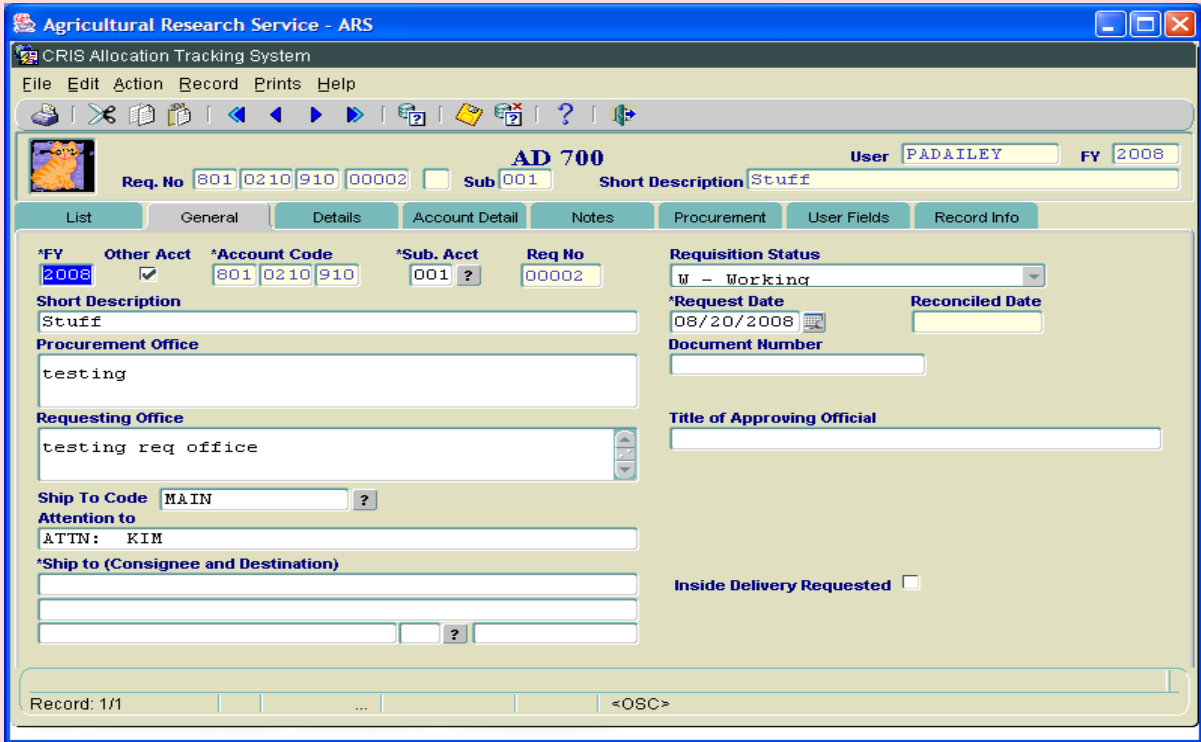 Agricultural Research Service - ARS
CRIS Allocation Tracking System
File Edit Action Record Prints Help
AD 700
User PADAILEY FY 2008
Req. No 801 0210 910 00002 Sub 001 Short Description Stuff
List General Details Account Detail Notes Procurement User Fields Record Info
*FY Other Acct *Account Code *Sub. Acct Req No Requisition Status
2008 801 0210 910 001 ? 00002 W - Working
Short Description *Request Date Reconciled Date
Stuff 08/20/2008
Procurement Office Document Number
testing
Requesting Office Title of Approving Official
testing req office
Ship To Code MAIN ?
Attention to
ATTN: KIM
*Ship to (Consignee and Destination)
Inside Delivery Requested
?
Record: 1/1 ... <OSC>